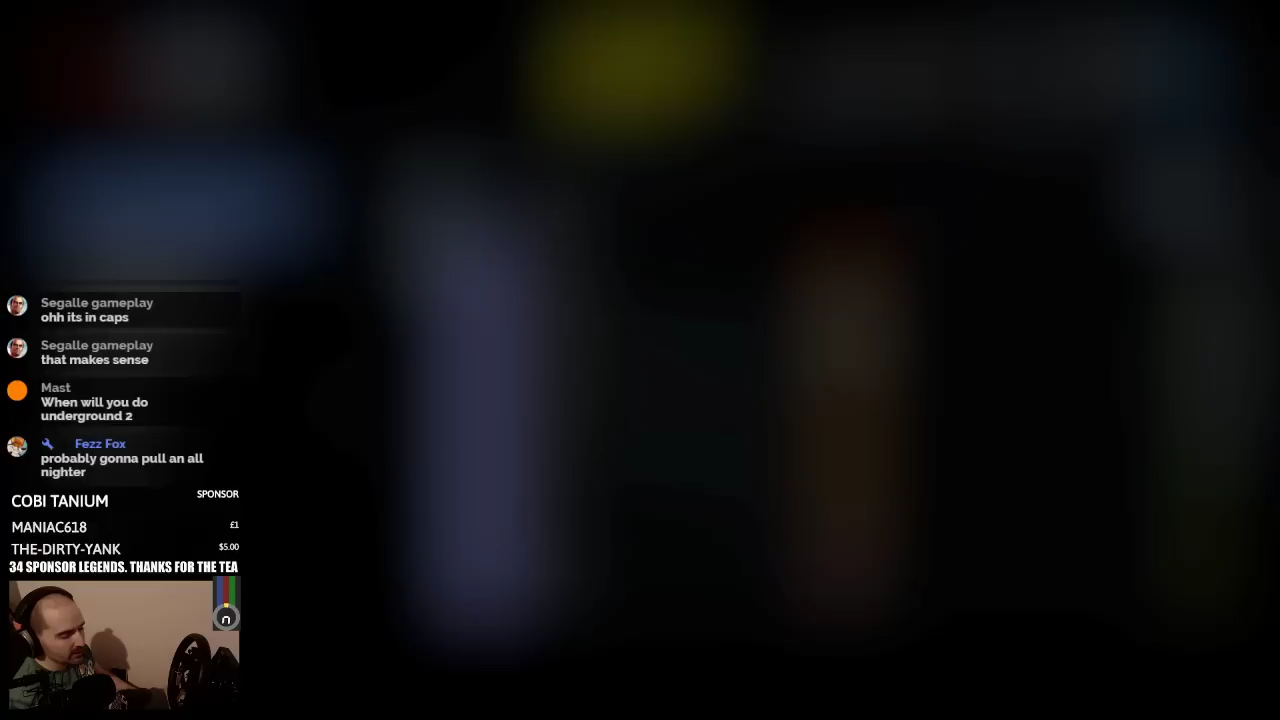 Segalle gameplay
ohh its in caps
Segalle gameplay
that makes sense
Mast
When will you do
underground 2
Fezz Fox
probably gonna pull an all
nighter
COBI TANIUM SPONSOR
MANIAC618 £1
THE-DIRTY-YANK $5.00
34 SPONSOR LEGENDS. THANKS FOR THE TEA